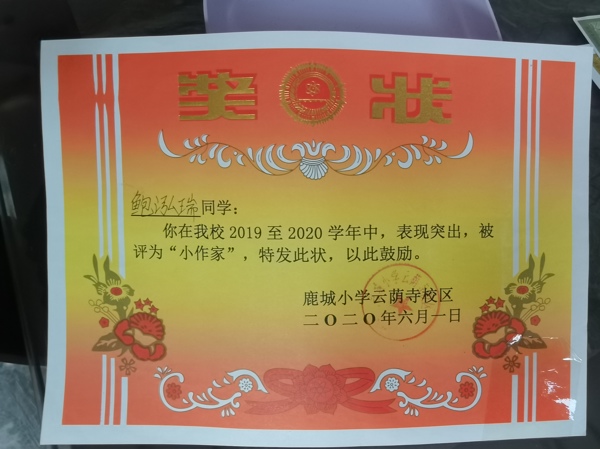 奖状
鲍泓瑞同学：
你在我校 2019 至 2020 学年中，表现突出，被
评为“小作家”，特发此状，以此鼓励。
鹿城小学云荫寺校区
二〇二〇年六月一日